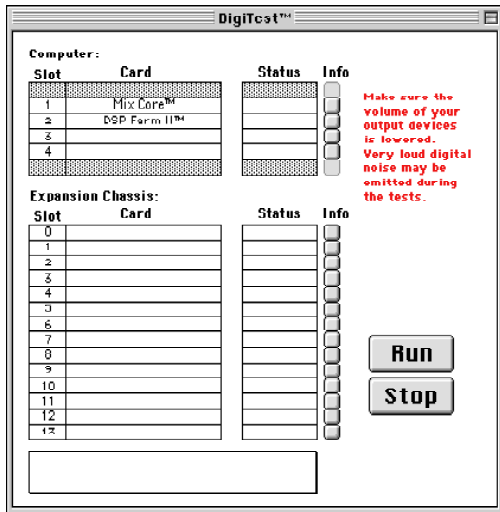 DigiTest™
Computer:
Slot Card Status Info
1 Mix Core™
2 DSP Farm II™
3
4
Make sure the
volume of your
output devices
is lowered.
Very loud digital
noise may be
emitted during
the tests.
Expansion Chassis:
Slot Card Status Info
0
1
2
3
4
5
6
7
8
9
10
11
12
13
Run
Stop